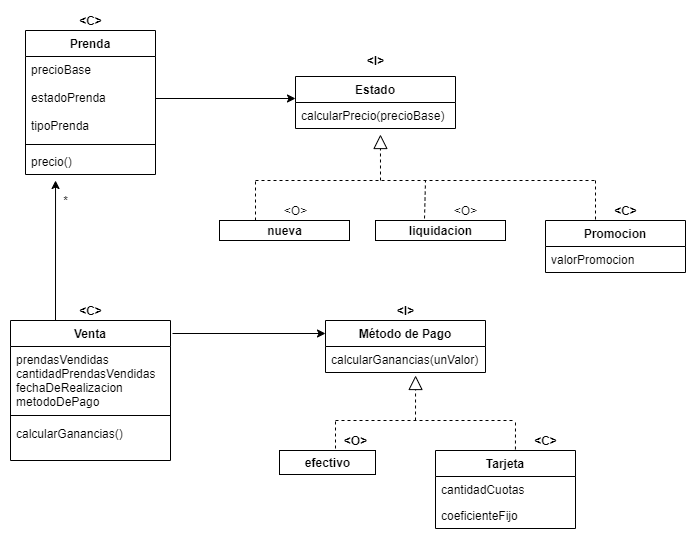 <C>
Prenda
precioBase
estadoPrenda
tipoPrenda
precio()
<I>
Estado
calcularPrecio(precioBase)
<O>
nueva
<O>
liquidacion
<C>
Promocion
valorPromocion
*
<C>
Venta
prendasVendidas
cantidadPrendasVendidas
fechaDeRealizacion
metodoDePago
calcularGanancias()
<I>
Método de Pago
calcularGanancias(unValor)
<O>
efectivo
<C>
Tarjeta
cantidadCuotas
coeficienteFijo